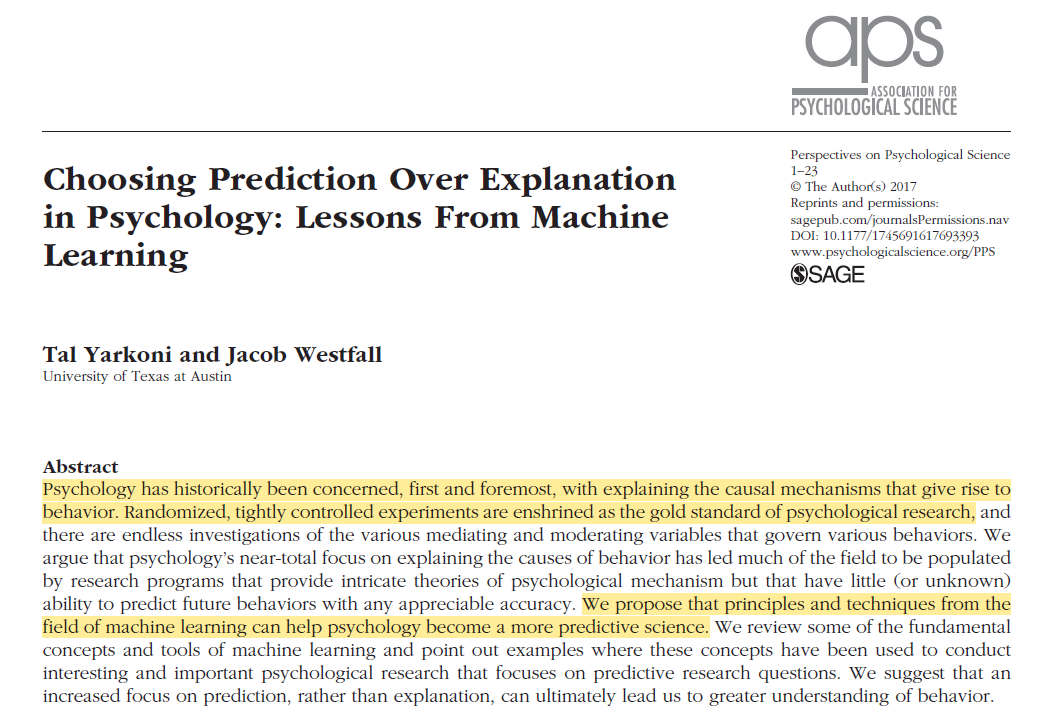 aps
ASSOCIATION FOR
PSYCHOLOGICAL SCIENCE
Choosing Prediction Over Explanation
in Psychology: Lessons From Machine
Learning
Perspectives on Psychological Science
1–23
© The Author(s) 2017
Reprints and permissions:
sagepub.com/journalsPermissions.nav
DOI: 10.1177/1745691617693393
www.psychologicalscience.org/PPS
SAGE
Tal Yarkoni and Jacob Westfall
University of Texas at Austin
Abstract
Psychology has historically been concerned, first and foremost, with explaining the causal mechanisms that give rise to
behavior. Randomized, tightly controlled experiments are enshrined as the gold standard of psychological research, and
there are endless investigations of the various mediating and moderating variables that govern various behaviors. We
argue that psychology’s near-total focus on explaining the causes of behavior has led much of the field to be populated
by research programs that provide intricate theories of psychological mechanism but that have little (or unknown)
ability to predict future behaviors with any appreciable accuracy. We propose that principles and techniques from the
field of machine learning can help psychology become a more predictive science. We review some of the fundamental
concepts and tools of machine learning and point out examples where these concepts have been used to conduct
interesting and important psychological research that focuses on predictive research questions. We suggest that an
increased focus on prediction, rather than explanation, can ultimately lead us to greater understanding of behavior.